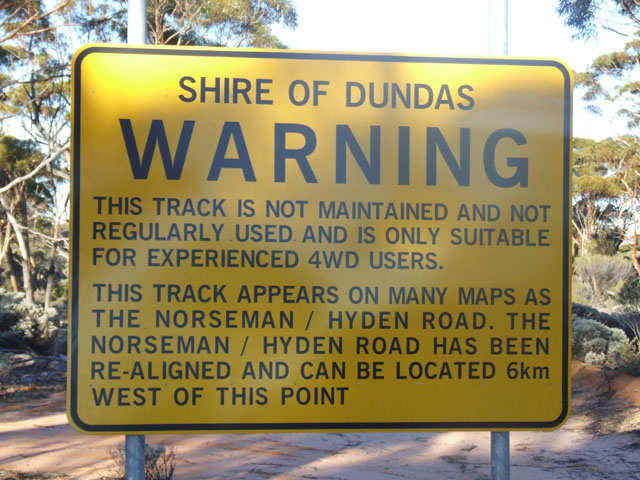 SHIRE OF DUNDAS
WARNING
THIS TRACK IS NOT MAINTAINED AND NOT
REGULARLY USED AND IS ONLY SUITABLE
FOR EXPERIENCED 4WD USERS.
THIS TRACK APPEARS ON MANY MAPS AS
THE NORSEMAN / HYDEN ROAD. THE
NORSEMAN / HYDEN ROAD HAS BEEN
RE-ALIGNED AND CAN BE LOCATED 6km
WEST OF THIS POINT